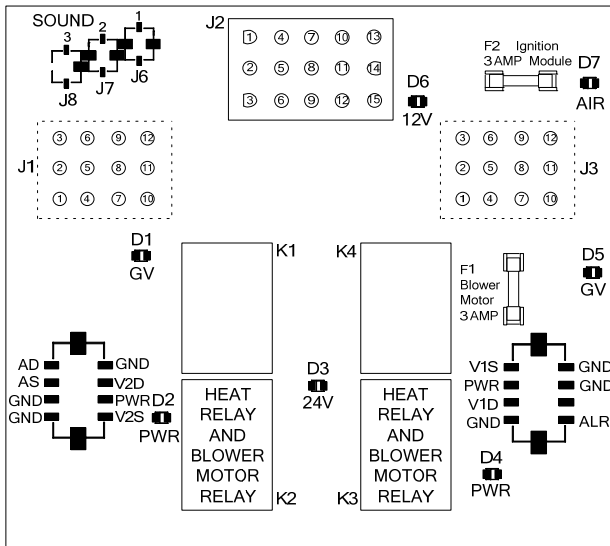 SOUND
3
2
1
J8
J7
J6
J2
1 4 7 10 13
2 5 8 11 14
3 6 9 12 15
D6
12V
F2 Ignition
3 AMP Module
D7
AIR
J1
3 6 9 12
2 5 8 11
1 4 7 10
J3
3 6 9 12
2 5 8 11
1 4 7 10
D1
GV
K1
K4
F1
Blower
Motor
3 AMP
D5
GV
AD
AS
GND
GND
GND
V2D
PWR
V2S
D2
PWR
HEAT
RELAY
AND
BLOWER
MOTOR
RELAY
K2
D3
24V
HEAT
RELAY
AND
BLOWER
MOTOR
RELAY
K3
V1S
PWR
V1D
GND
GND
GND
ALR
D4
PWR